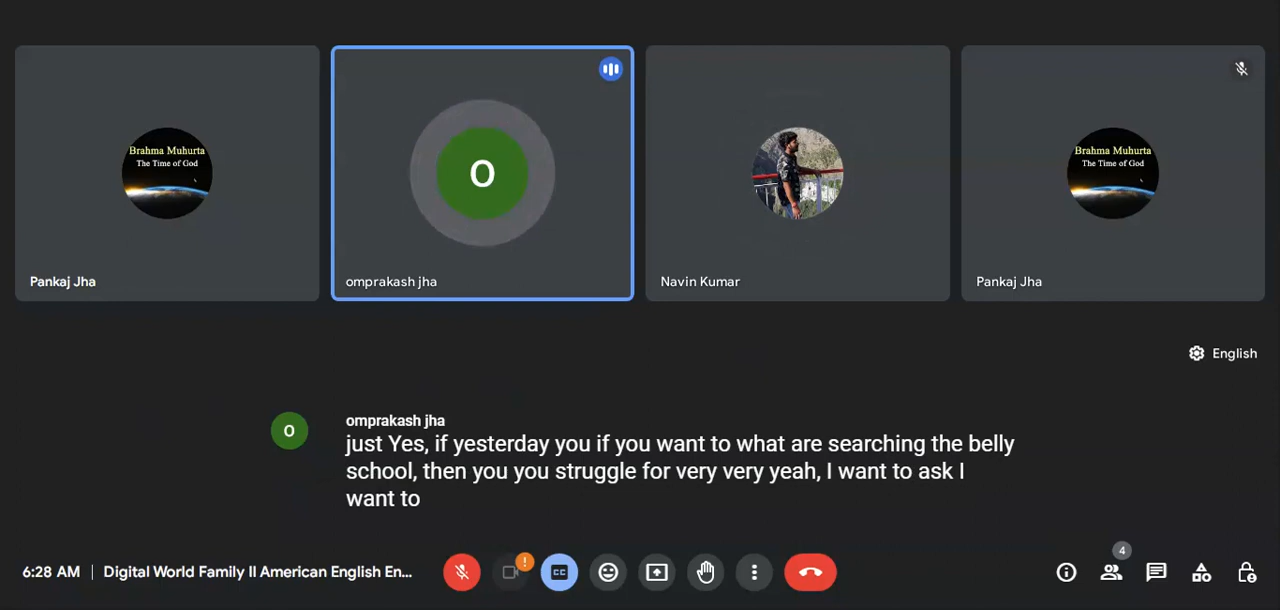 Brahma Muhurta
The Time of God
Pankaj Jha
O
omprakash jha
Navin Kumar
Brahma Muhurta
The Time of God
Pankaj Jha
English
O
omprakash jha
just Yes, if yesterday you if you want to what are searching the belly
school, then you you struggle for very very yeah, I want to ask I
want to
6:28 AM | Digital World Family II American English En...
!
CC
4